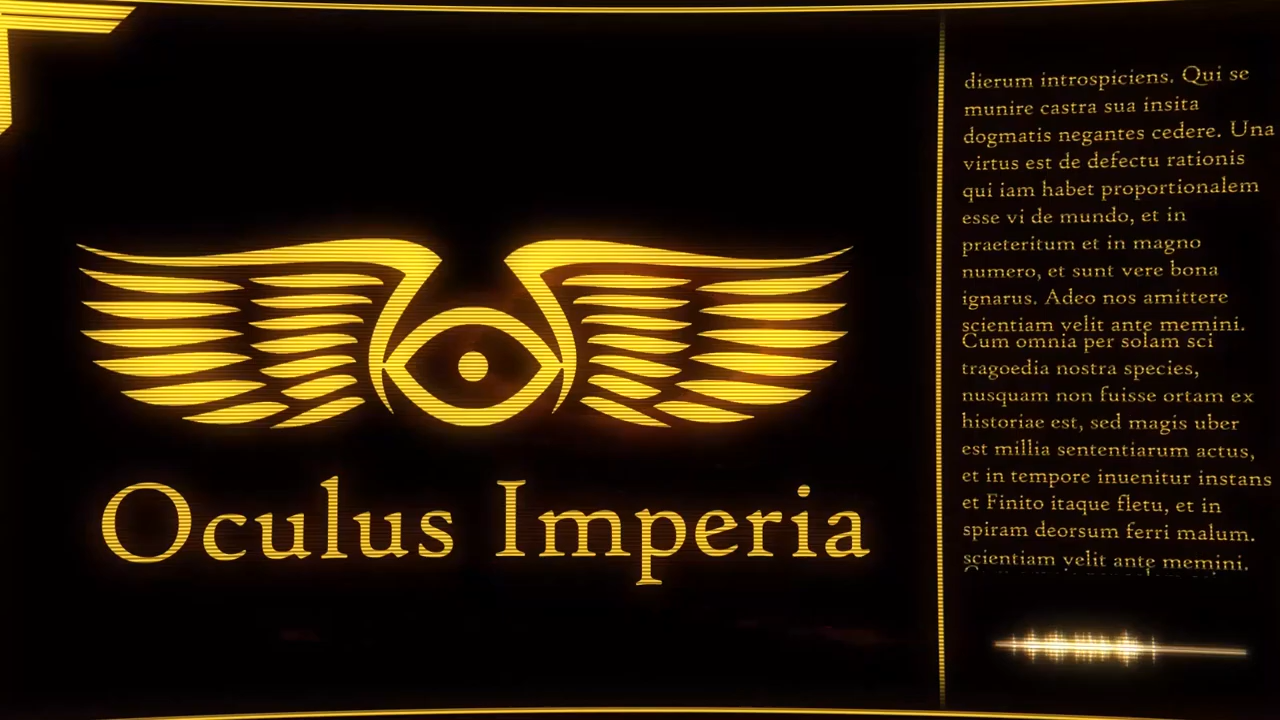 Oculus Imperia
dierum introspiciens. Qui se
munire castra sua insita
dogmatis negantes cedere. Una
virtus est de defectu rationis
qui iam habet proportionalem
esse vi de mundo, et in
praeteritum et in magno
numero, et sunt vere bona
ignarus. Adeo nos amittere
scientiam velit ante memini.
Cum omnia per solam sci
tragoedia nostra species,
nusquam non fuisse ortam ex
historiae est, sed magis uber
est millia sententiarum actus,
et in tempore inuenitur instans
et Finito itaque fletu, et in
spiram deorsum ferri malum.
scientiam velit ante memini.